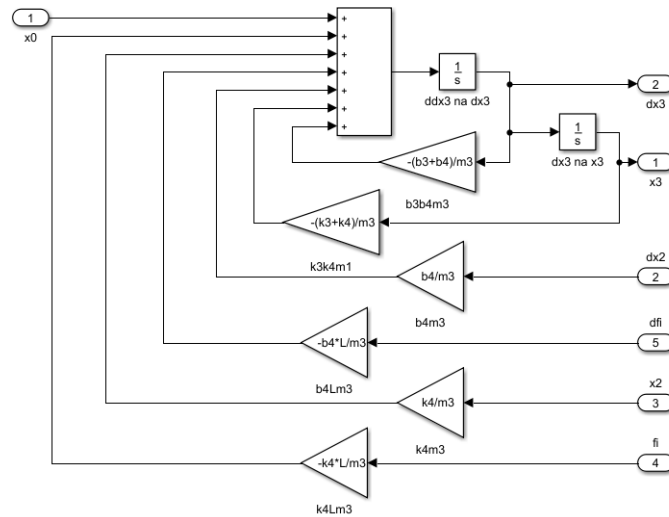 1
x0
+
+
+
+
+
+
+
1
s
ddx3 na dx3
2
dx3
1
s
dx3 na x3
1
x3
-(b3+b4)/m3
b3b4m3
-(k3+k4)/m3
k3k4m1
b4/m3
dx2
2
b4m3
dfi
5
-b4*L/m3
b4Lm3
x2
3
k4/m3
k4m3
fi
4
-k4*L/m3
k4Lm3